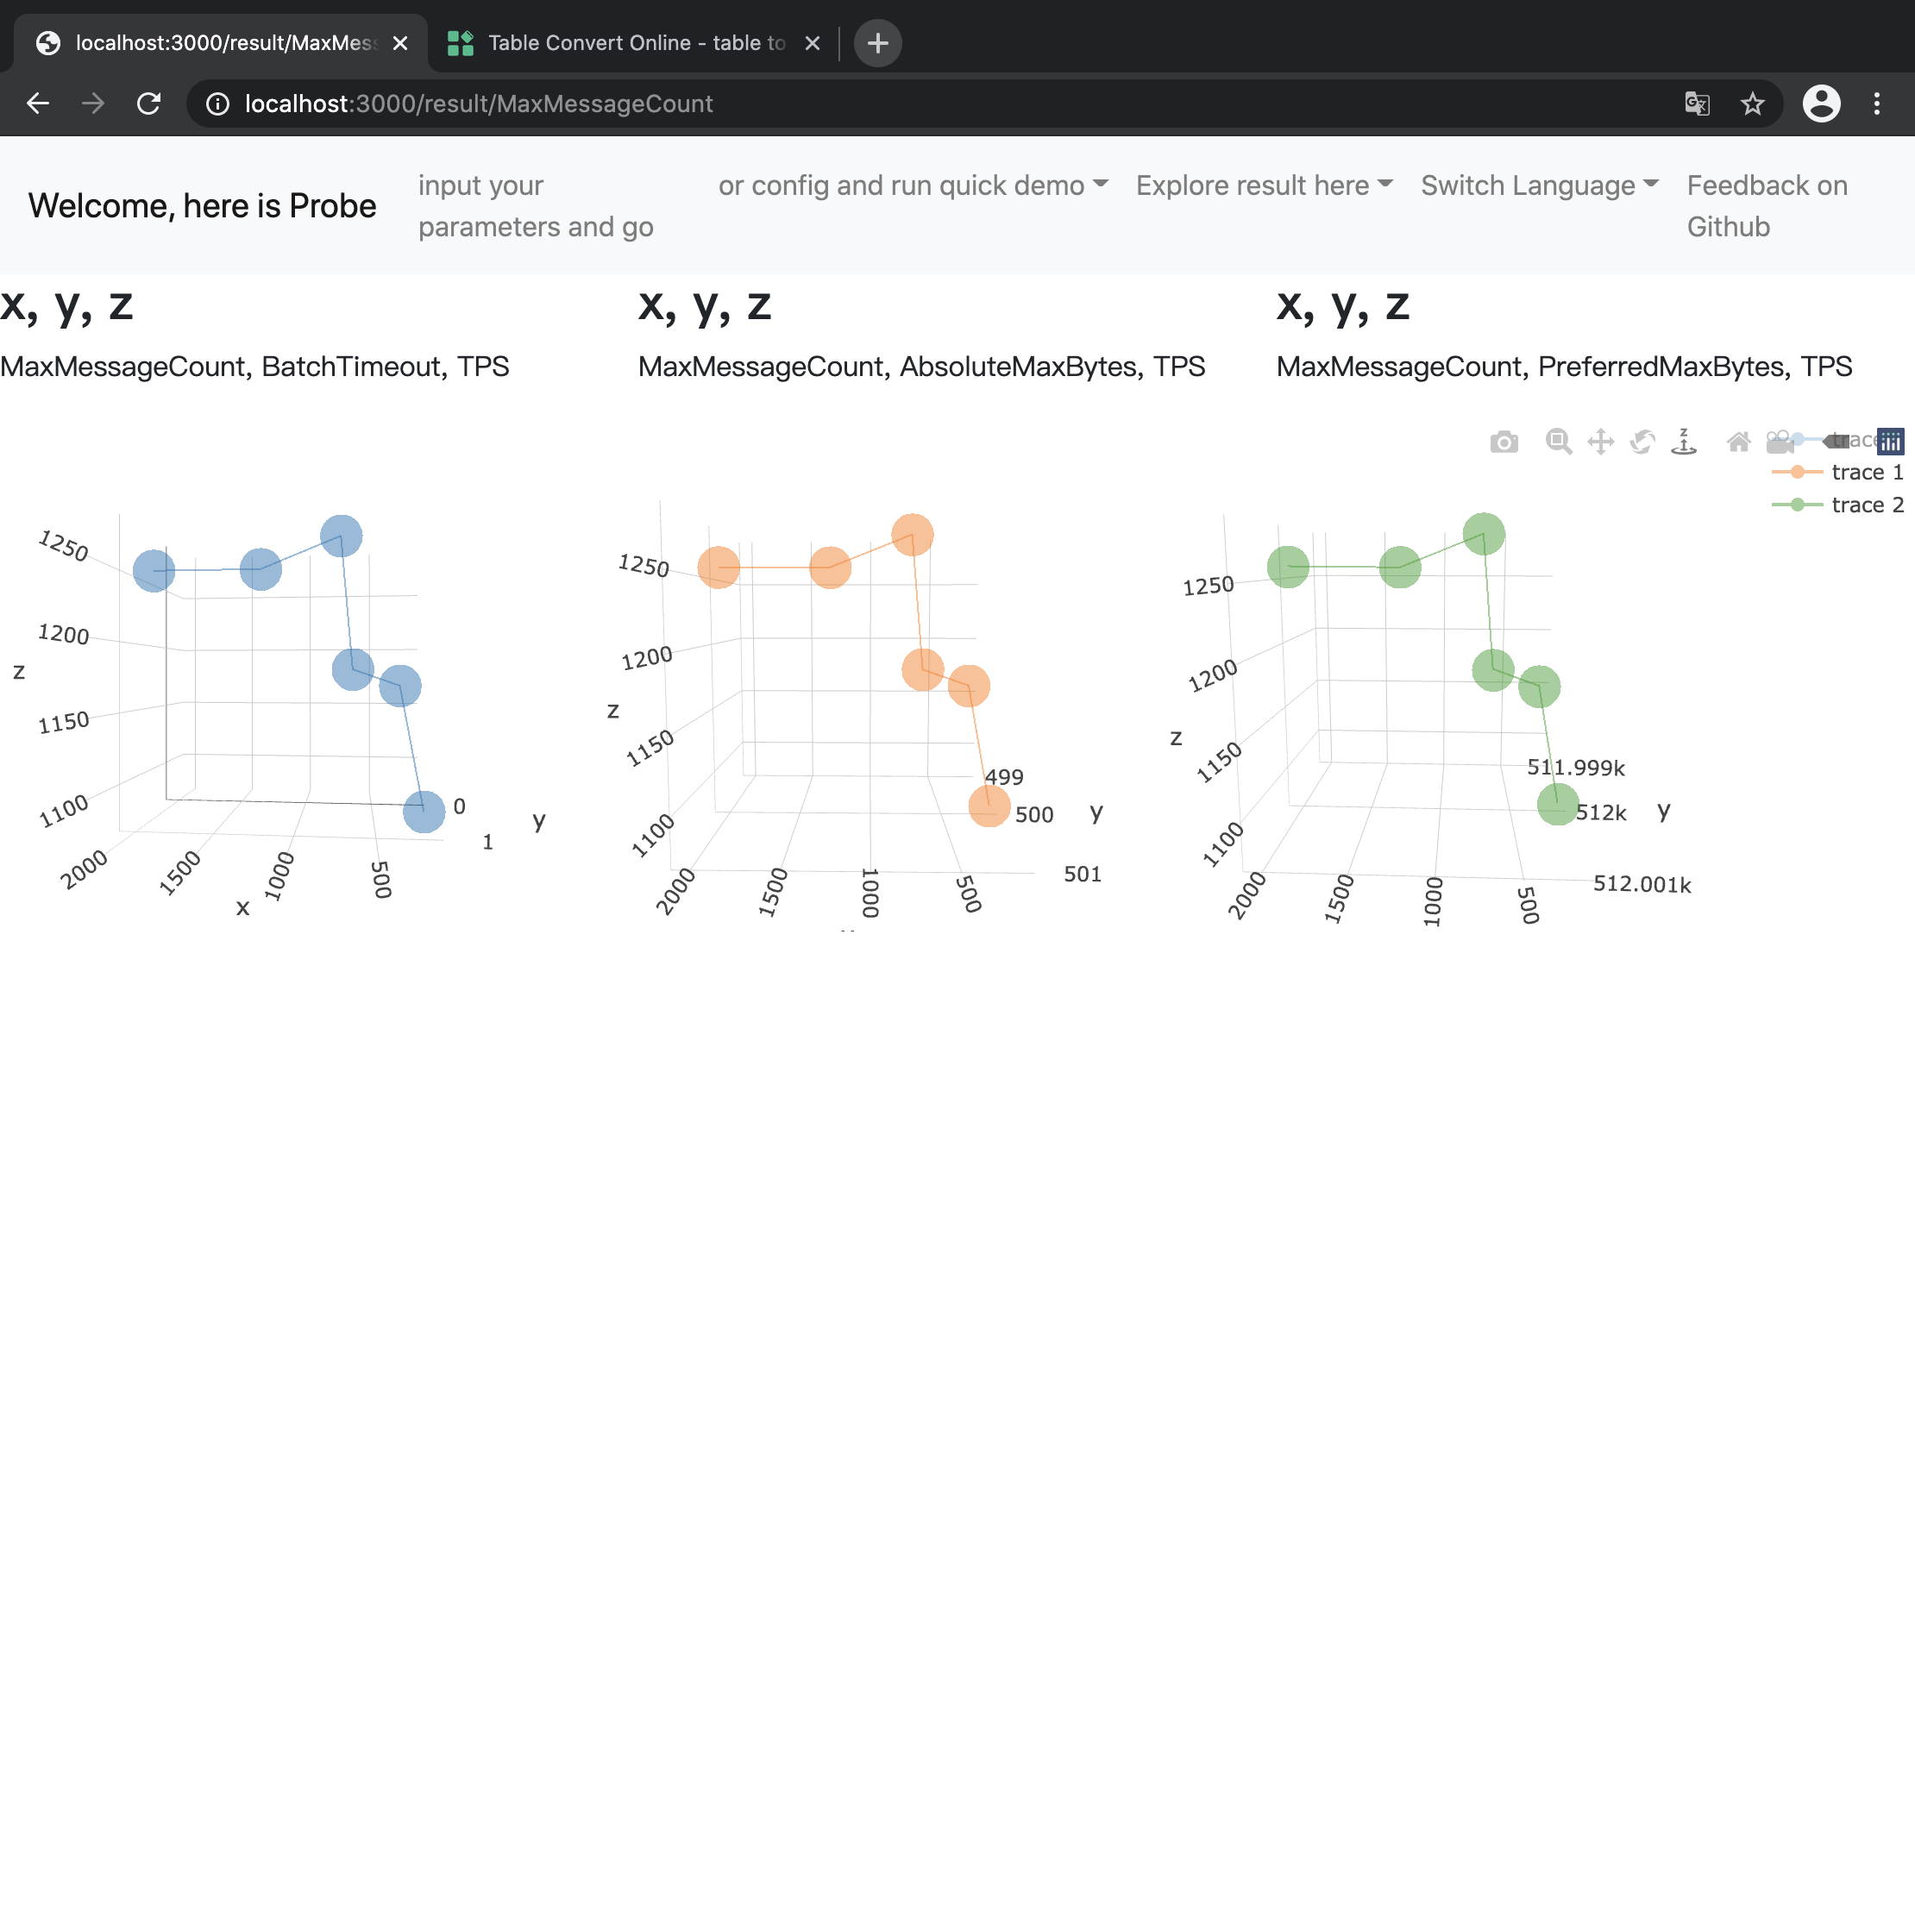 localhost:3000/result/MaxMess
Table Convert Online - table to
localhost:3000/result/MaxMessageCount
Welcome, here is Probe
input your
parameters and go
or config and run quick demo
Explore result here
Switch Language
Feedback on
Github
x, y, z
MaxMessageCount, BatchTimeout, TPS
x, y, z
MaxMessageCount, AbsoluteMaxBytes, TPS
x, y, z
MaxMessageCount, PreferredMaxBytes, TPS
z
trace
trace 1
trace 2
1250
1200
z
1150
1100
2000
1500
1000
500
x
0
1
y
1250
1200
z
1150
1100
2000
1500
1000
500
499
500
501
y
1250
1200
z
1150
1100
2000
1500
1000
500
511.999k
512k
512.001k
y